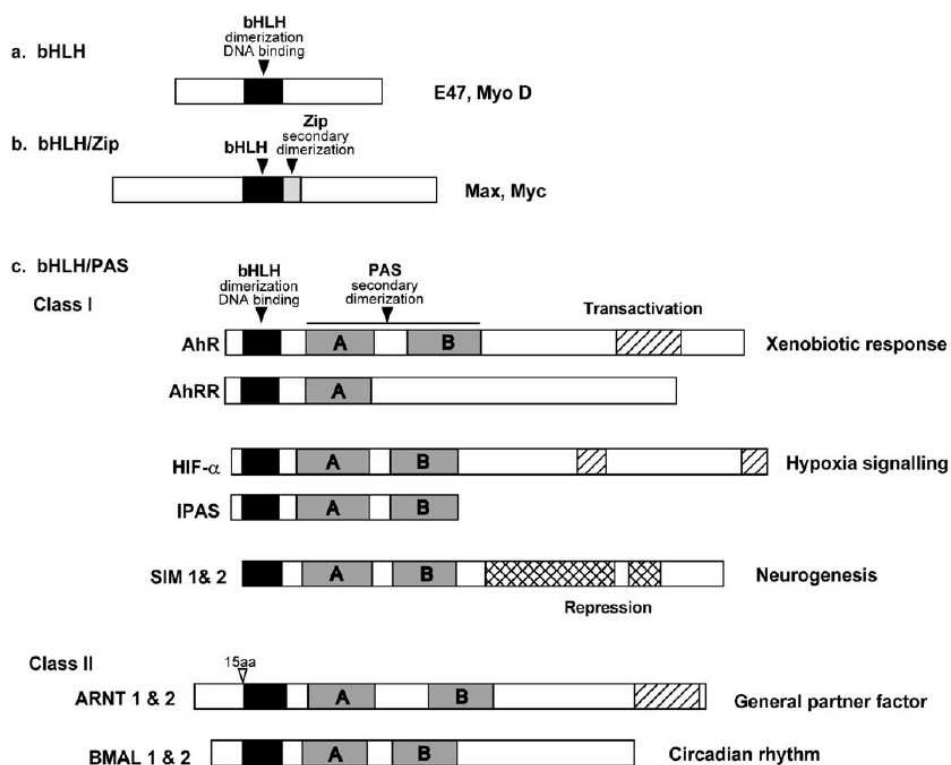 a. bHLH
bHLH
dimerization
DNA binding
E47, Myo D
b. bHLH/Zip
bHLH
Zip
secondary
dimerization
Max, Myc
c. bHLH/PAS
Class I
bHLH
dimerization
DNA binding
PAS
secondary
dimerization
Transactivation
AhR
A
B
Xenobiotic response
AhRR
A
HIF-α
A
B
Hypoxia signalling
IPAS
A
B
SIM 1& 2
A
B
Neurogenesis
Repression
Class II
15aa
ARNT 1 & 2
A
B
General partner factor
BMAL 1 & 2
A
B
Circadian rhythm